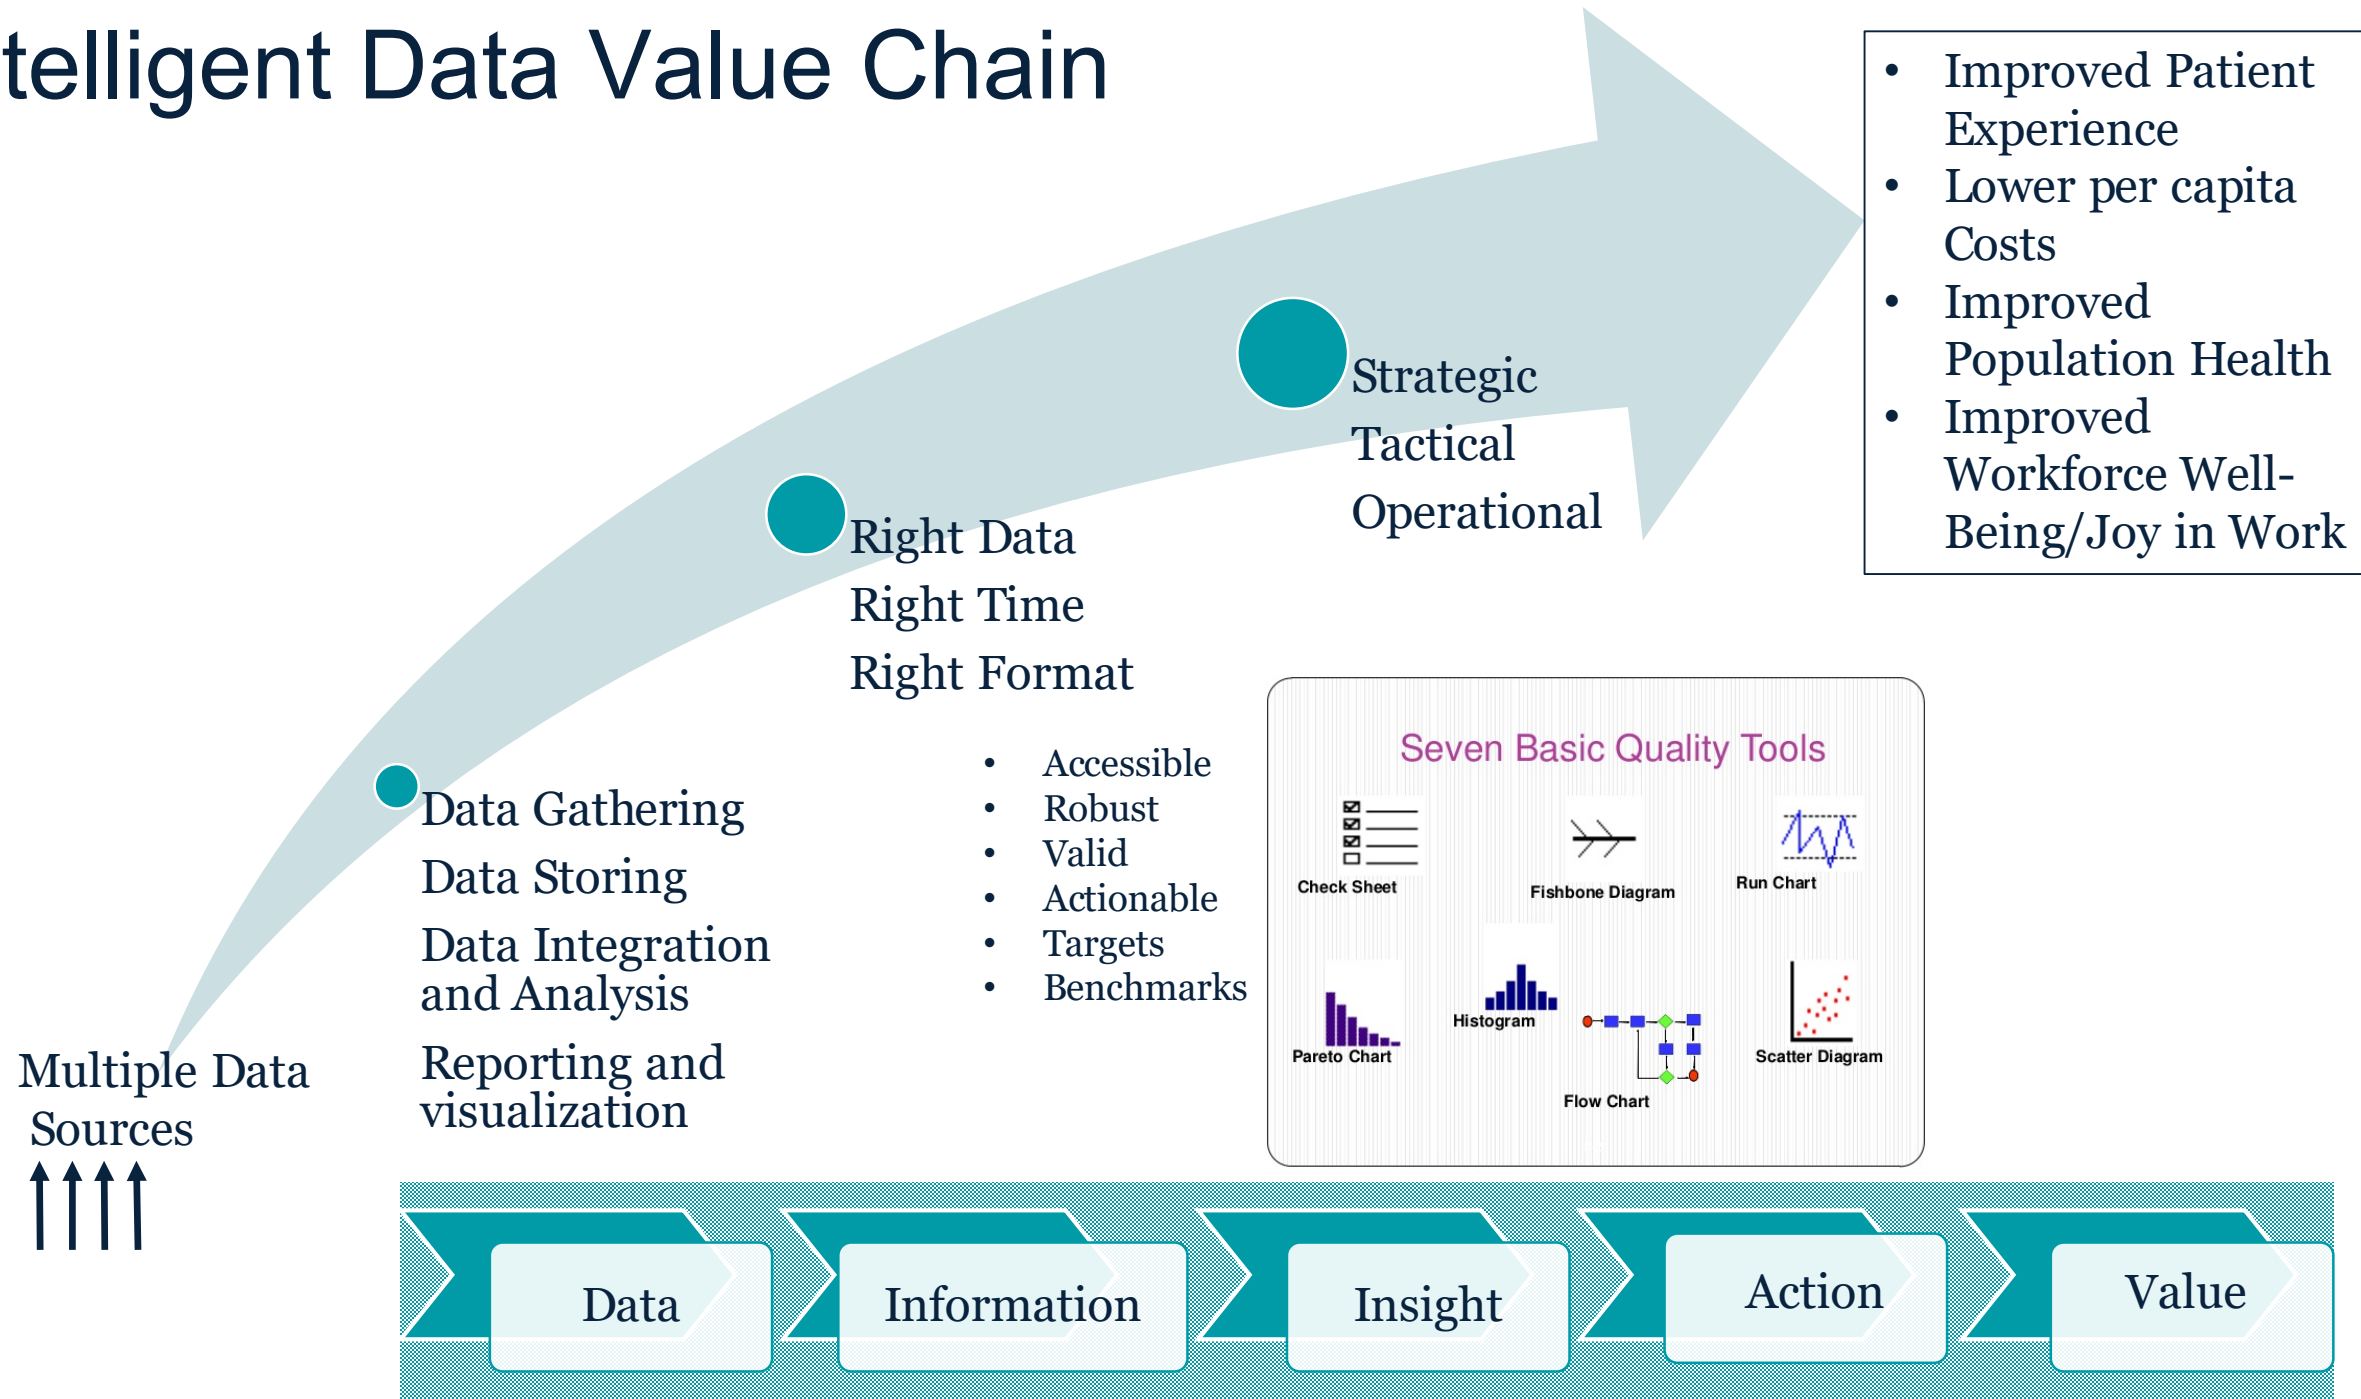 telligent Data Value Chain
• Improved Patient
Experience
• Lower per capita
Costs
• Improved
Population Health
• Improved
Workforce Well-
Being/Joy in Work
Strategic
Tactical
Operational
Right Data
Right Time
Right Format
• Accessible
• Robust
• Valid
• Actionable
• Targets
• Benchmarks
Data Gathering
Data Storing
Data Integration
and Analysis
Reporting and
visualization
Multiple Data
Sources
Seven Basic Quality Tools
Check Sheet
Fishbone Diagram
Run Chart
Pareto Chart
Histogram
Flow Chart
Scatter Diagram
Data
Information
Insight
Action
Value